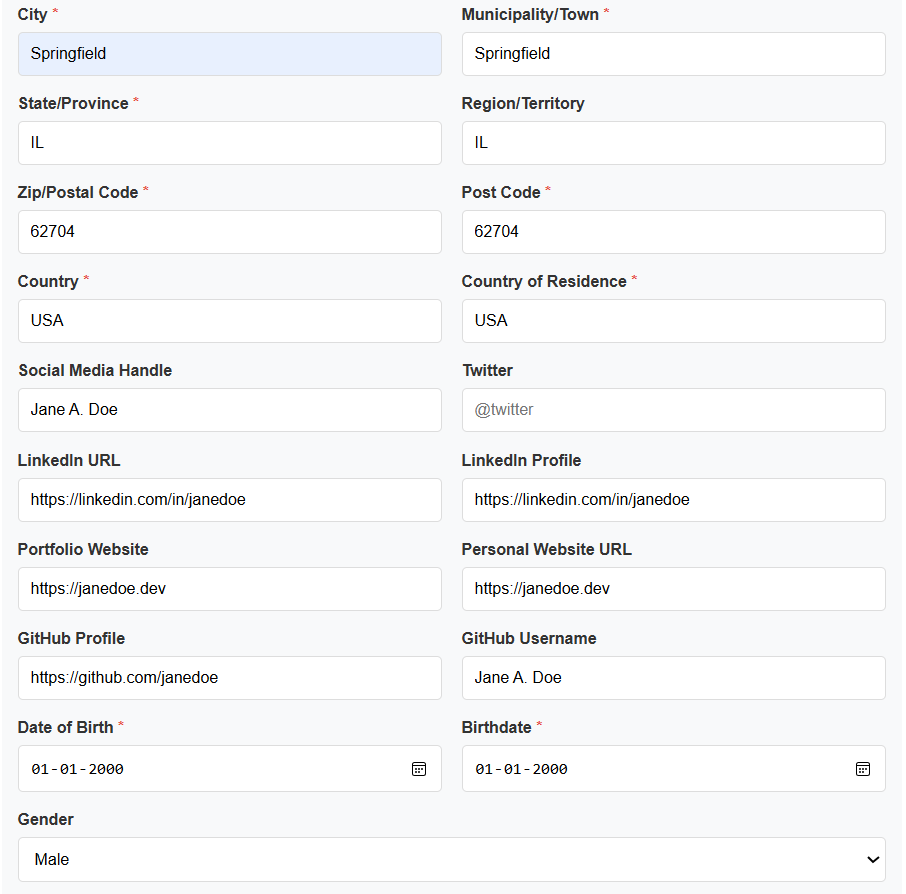 City * Municipality/Town *
Springfield Springfield
State/Province * Region/Territory
IL IL
Zip/Postal Code * Post Code *
62704 62704
Country * Country of Residence *
USA USA
Social Media Handle Twitter
Jane A. Doe @twitter
LinkedIn URL LinkedIn Profile
https://linkedin.com/in/janedoe https://linkedin.com/in/janedoe
Portfolio Website Personal Website URL
https://janedoe.dev https://janedoe.dev
GitHub Profile GitHub Username
https://github.com/janedoe Jane A. Doe
Date of Birth * Birthdate *
01-01-2000 01-01-2000
Gender
Male